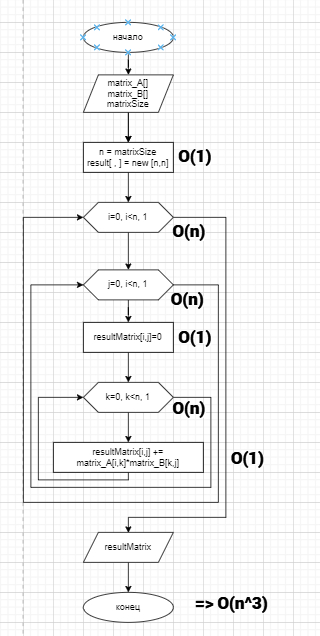 начало
matrix_A[]
matrix_B[]
matrixSize
n = matrixSize
result[ , ] = new [n,n]
O(1)
i=0, i<n, 1
O(n)
j=0, i<n, 1
O(n)
resultMatrix[i,j]=0
O(1)
k=0, k<n, 1
O(n)
resultMatrix[i,j] +=
matrix_A[i,k]*matrix_B[k,j]
O(1)
resultMatrix
конец
=> O(n^3)